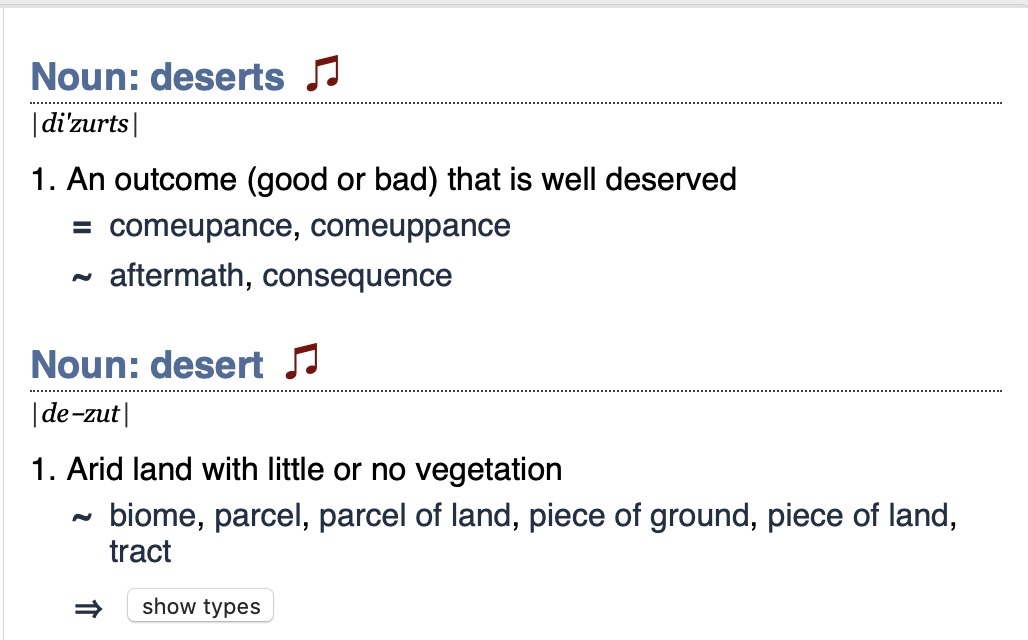 Noun: deserts ♫
|di'zurts|
1. An outcome (good or bad) that is well deserved
= comeupance, comeuppance
~ aftermath, consequence
Noun: desert ♫
|de–zut|
1. Arid land with little or no vegetation
~ biome, parcel, parcel of land, piece of ground, piece of land,
tract
⇒ show types